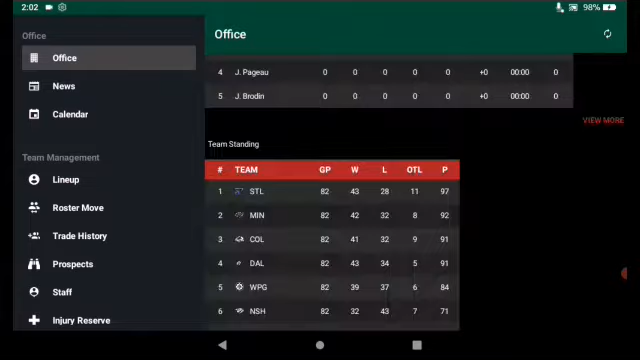 2:02
98%
Office
Office
Office
News
Calendar
Team Management
Lineup
Roster Move
Trade History
Prospects
Staff
Injury Reserve
4 J. Pageau 0 0 0 0 0 +0 00:00 0
5 J. Brodin 0 0 0 0 0 +0 00:00 0
VIEW MORE
Team Standing
# TEAM GP W L OTL P
1 STL 82 43 28 11 97
2 MIN 82 42 32 8 92
3 COL 82 41 32 9 91
4 DAL 82 43 34 5 91
5 WPG 82 39 37 6 84
6 NSH 82 32 43 7 71